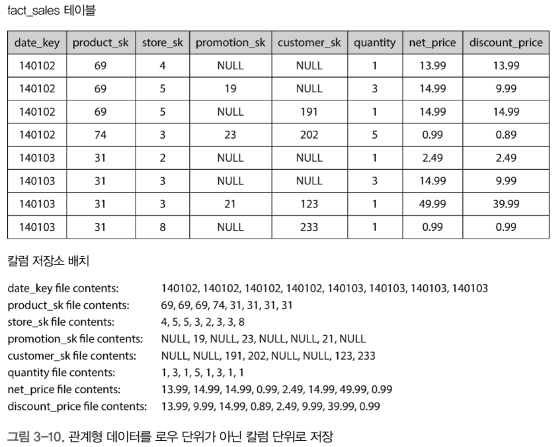 fact_sales 테이블
date_key product_sk store_sk promotion_sk customer_sk quantity net_price discount_price
140102 69 4 NULL NULL 1 13.99 13.99
140102 69 5 19 NULL 3 14.99 9.99
140102 69 5 NULL 191 1 14.99 14.99
140102 74 3 23 202 5 0.99 0.89
140103 31 2 NULL NULL 1 2.49 2.49
140103 31 3 NULL NULL 3 14.99 9.99
140103 31 3 21 123 1 49.99 39.99
140103 31 8 NULL 233 1 0.99 0.99
칼럼 저장소 배치
date_key file contents: 140102, 140102, 140102, 140102, 140103, 140103, 140103, 140103
product_sk file contents: 69, 69, 69, 74, 31, 31, 31, 31
store_sk file contents: 4, 5, 5, 3, 2, 3, 3, 8
promotion_sk file contents: NULL, 19, NULL, 23, NULL, NULL, 21, NULL
customer_sk file contents: NULL, NULL, 191, 202, NULL, NULL, 123, 233
quantity file contents: 1, 3, 1, 5, 1, 3, 1, 1
net_price file contents: 13.99, 14.99, 14.99, 0.99, 2.49, 14.99, 49.99, 0.99
discount_price file contents: 13.99, 9.99, 14.99, 0.89, 2.49, 9.99, 39.99, 0.99
그림 3-10. 관계형 데이터를 로우 단위가 아닌 칼럼 단위로 저장